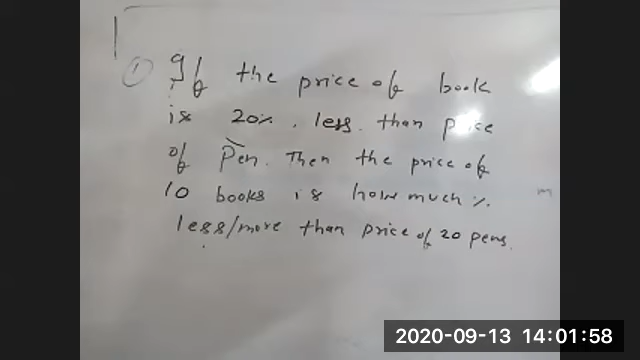 ① If the price of book
is 20% less than price
of Pen. Then the price of
10 books is how much %
less/more than price of 20 pens.
2020-09-13 14:01:58